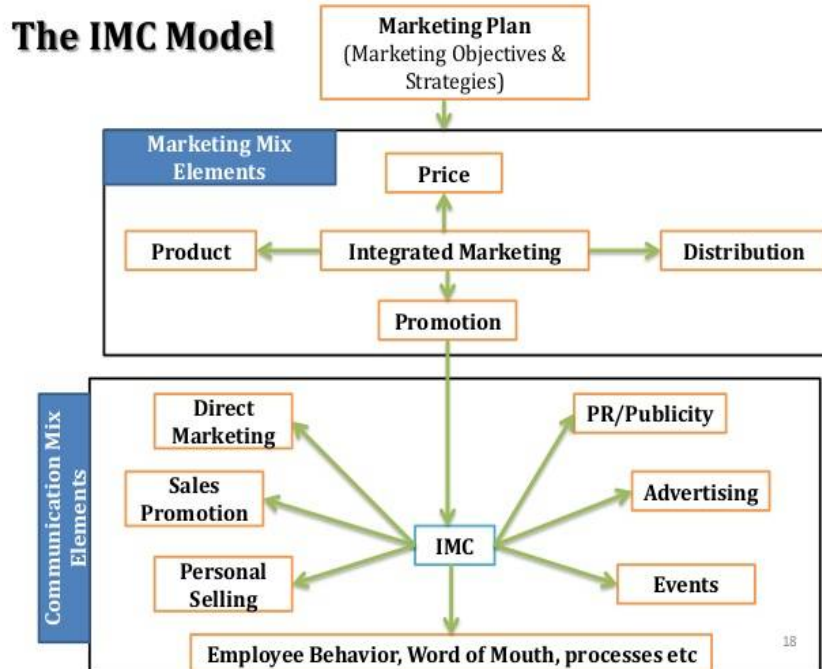 The IMC Model
Marketing Plan
(Marketing Objectives &
Strategies)
Marketing Mix
Elements
Price
Product
Integrated Marketing
Distribution
Promotion
Communication Mix
Elements
Direct
Marketing
PR/Publicity
Sales
Promotion
Advertising
IMC
Personal
Selling
Events
Employee Behavior, Word of Mouth, processes etc
18